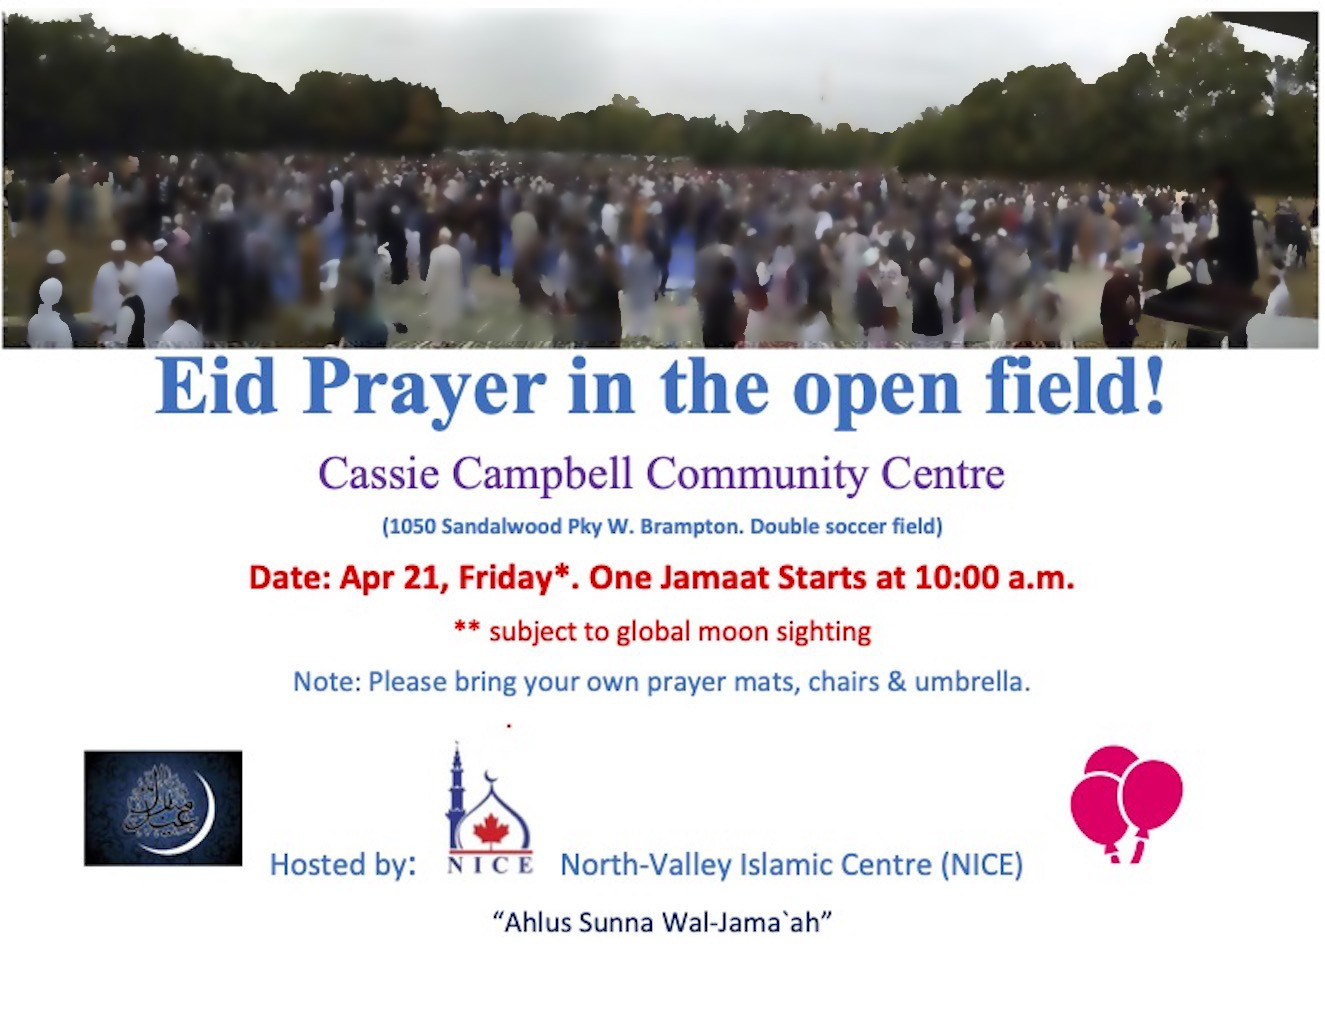 Eid Prayer in the open field!
Cassie Campbell Community Centre
(1050 Sandalwood Pky W. Brampton. Double soccer field)
Date: Apr 21, Friday*. One Jamaat Starts at 10:00 a.m.
** subject to global moon sighting
Note: Please bring your own prayer mats, chairs & umbrella.
عيد مبارك
NICE
Hosted by: North-Valley Islamic Centre (NICE)
“Ahlus Sunna Wal-Jama`ah”